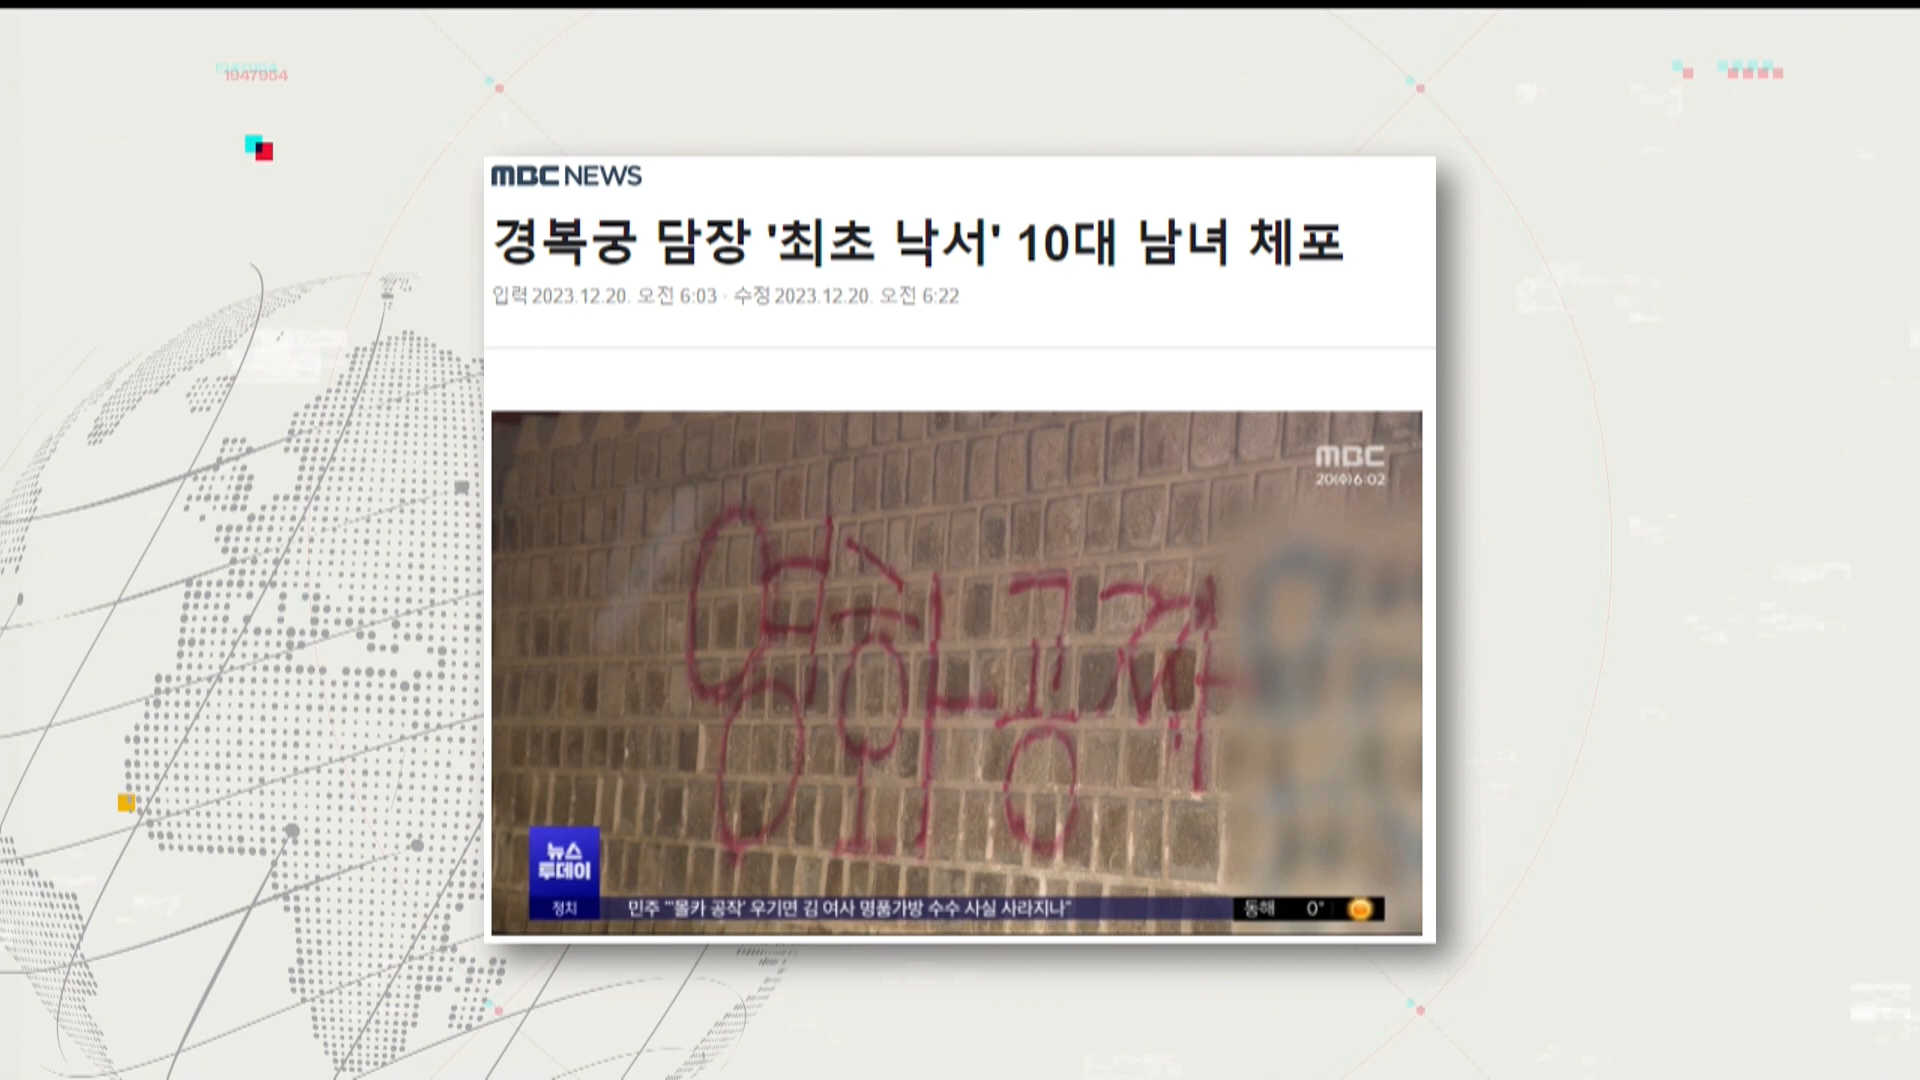 1947954
MBC NEWS
경복궁 담장 '최초 낙서' 10대 남녀 체포
입력 2023.12.20. 오전 6:03 · 수정 2023.12.20. 오전 6:22
MBC
20(수) 6:02
영화공짜
뉴스
투데이
정치
민주 "'몰카 공작' 우기면 김 여사 명품가방 수수 사실 사라지나"
동해 0°